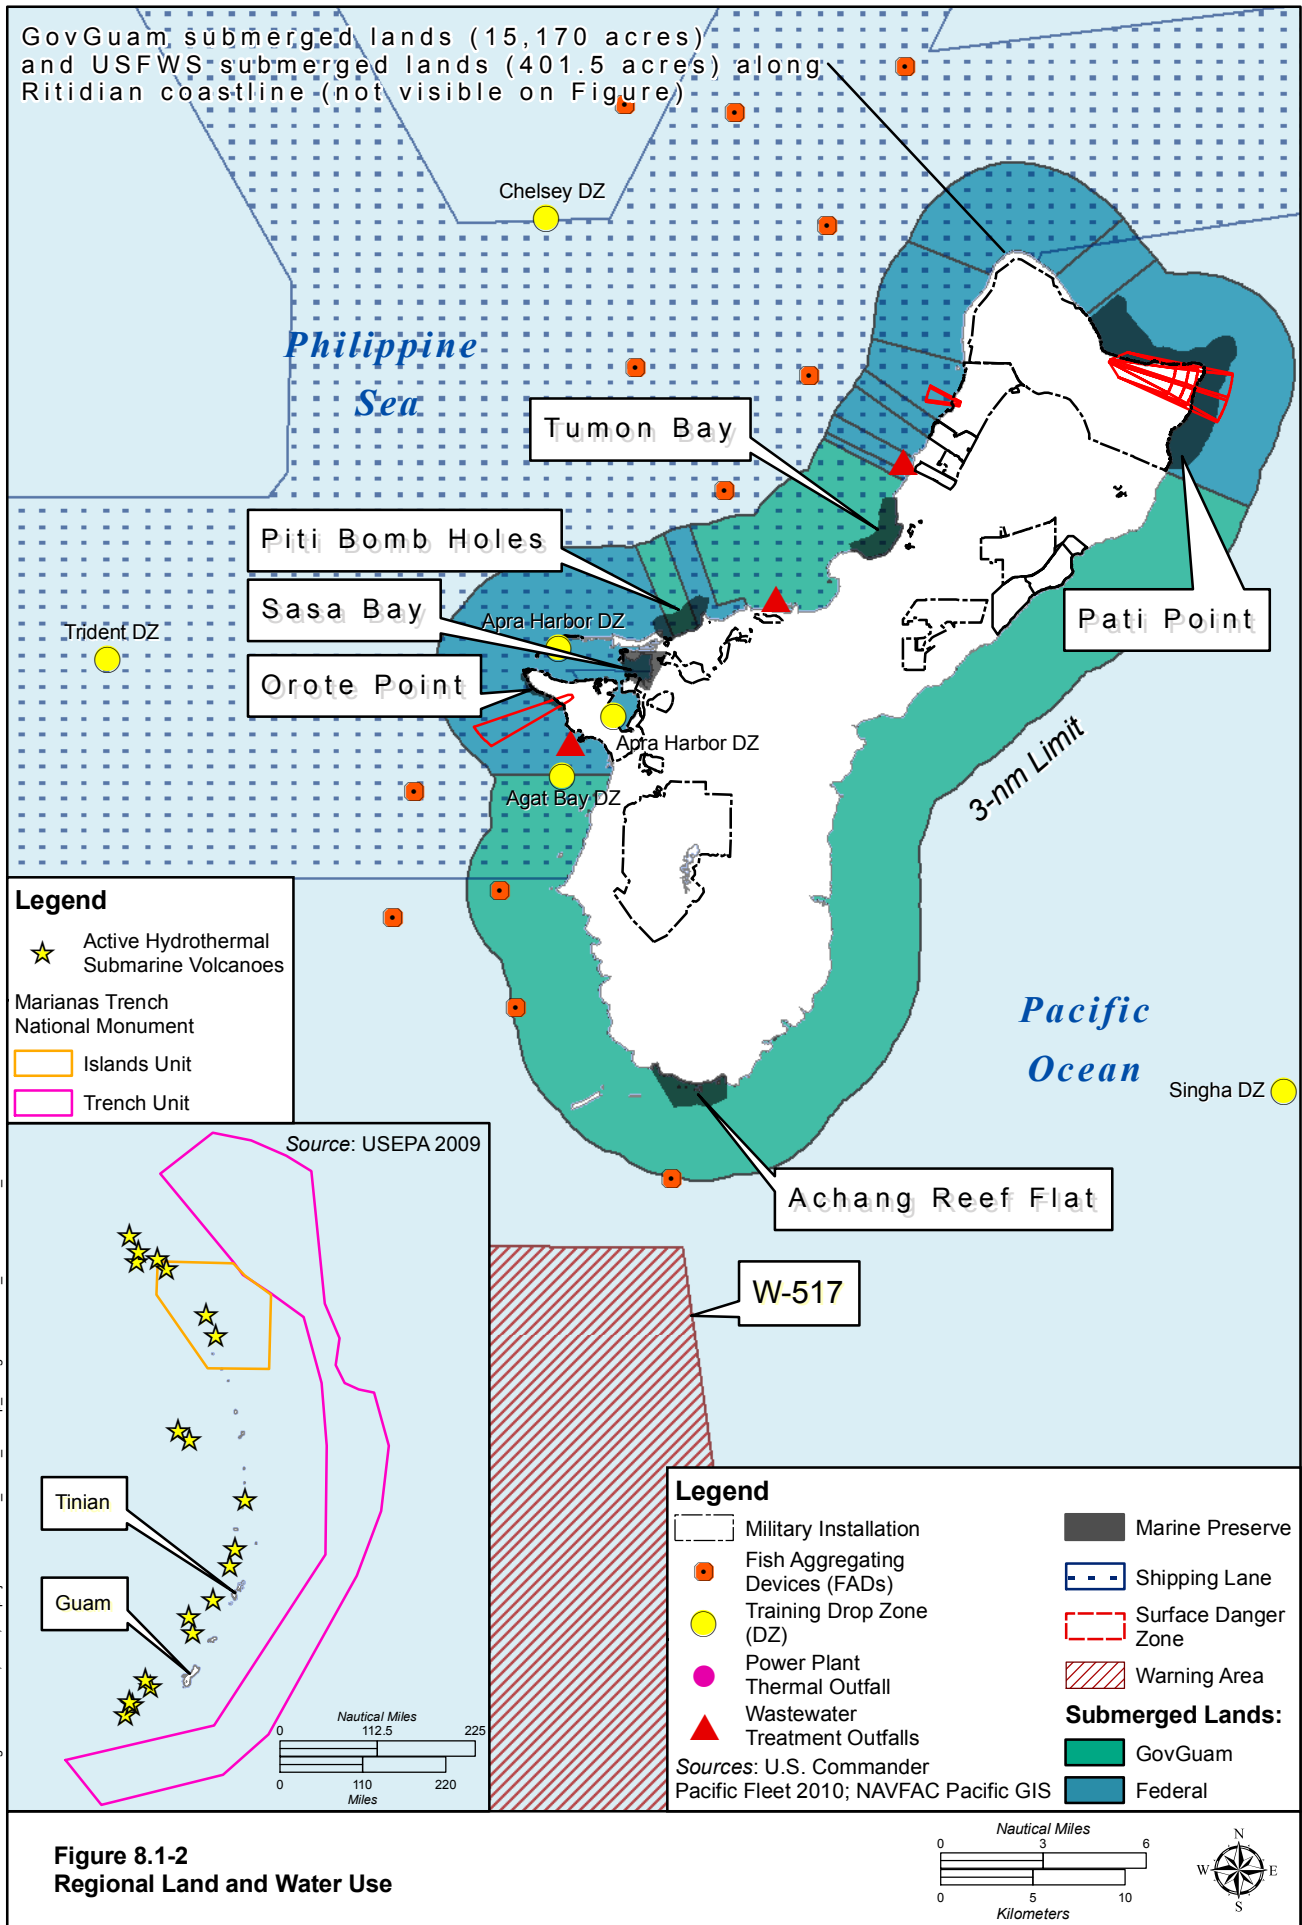 GovGuam submerged lands (15,170 acres)
and USFWS submerged lands (401.5 acres) along
Ritidian coastline (not visible on Figure)
Chelsey DZ
Philippine
Sea
Tumon Bay
Piti Bomb Holes
Sasa Bay
Apra Harbor DZ
Trident DZ
Orote Point
Pati Point
Apra Harbor DZ
Agat Bay DZ
3-nm Limit
Pacific
Ocean
Singha DZ
Achang Reef Flat
W-517
Legend
Active Hydrothermal
Submarine Volcanoes
Marianas Trench
National Monument
Islands Unit
Trench Unit
Source: USEPA 2009
Tinian
Guam
Nautical Miles
0 112.5 225
0 110 220
Miles
Legend
Military Installation
Fish Aggregating
Devices (FADs)
Training Drop Zone
(DZ)
Power Plant
Thermal Outfall
Wastewater
Treatment Outfalls
Sources: U.S. Commander
Pacific Fleet 2010; NAVFAC Pacific GIS
Marine Preserve
Shipping Lane
Surface Danger
Zone
Warning Area
Submerged Lands:
GovGuam
Federal
Figure 8.1-2
Regional Land and Water Use
Nautical Miles
0 3 6
0 5 10
Kilometers
N
W E
S